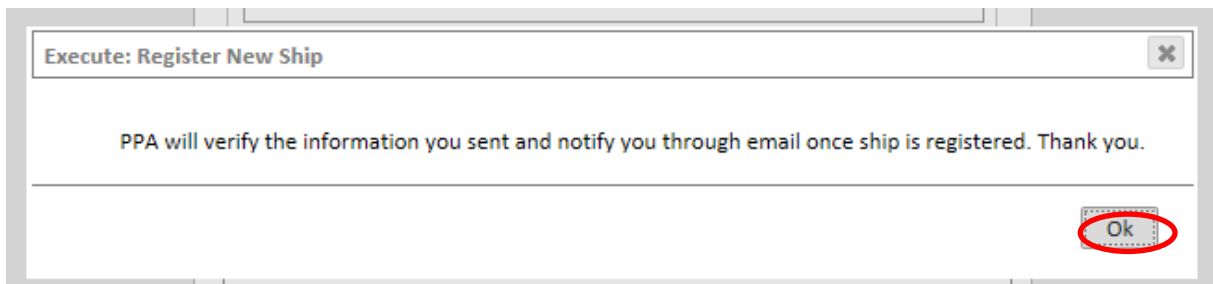 Execute: Register New Ship
PPA will verify the information you sent and notify you through email once ship is registered. Thank you.
Ok